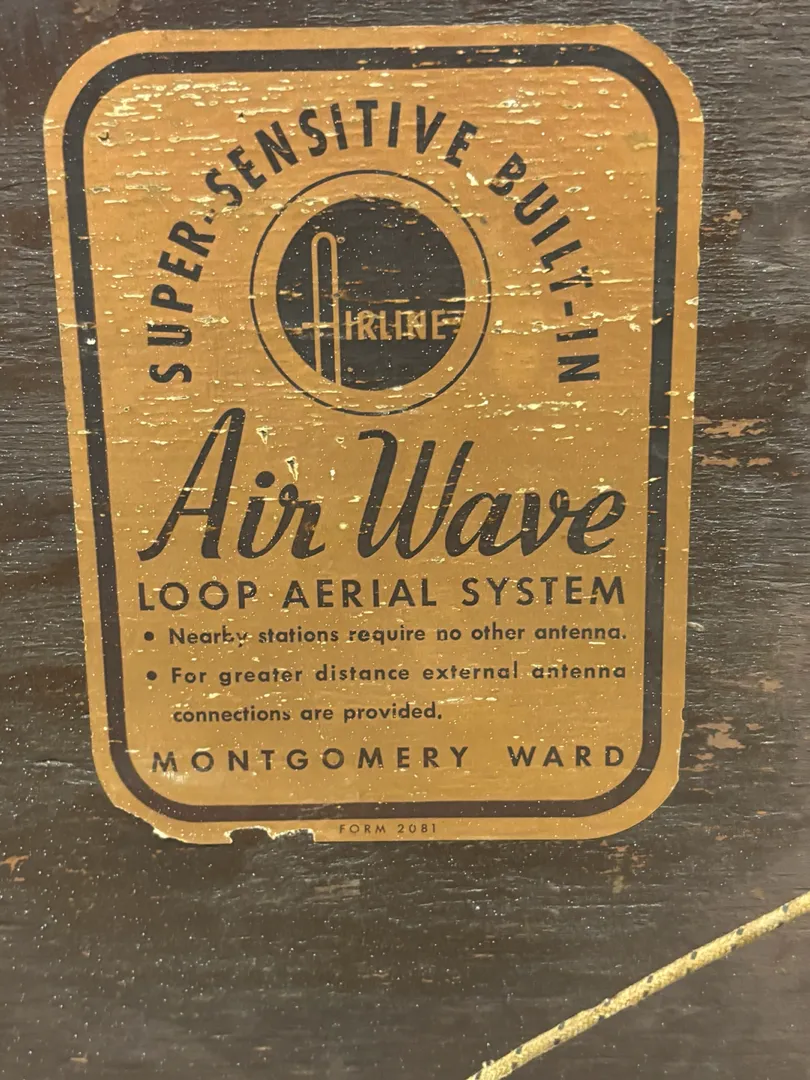 SUPER-SENSITIVE BUILT-IN
AIRLINE
Air Wave
LOOP AERIAL SYSTEM
• Nearby stations require no other antenna.
• For greater distance external antenna
connections are provided.
MONTGOMERY WARD
FORM 2081